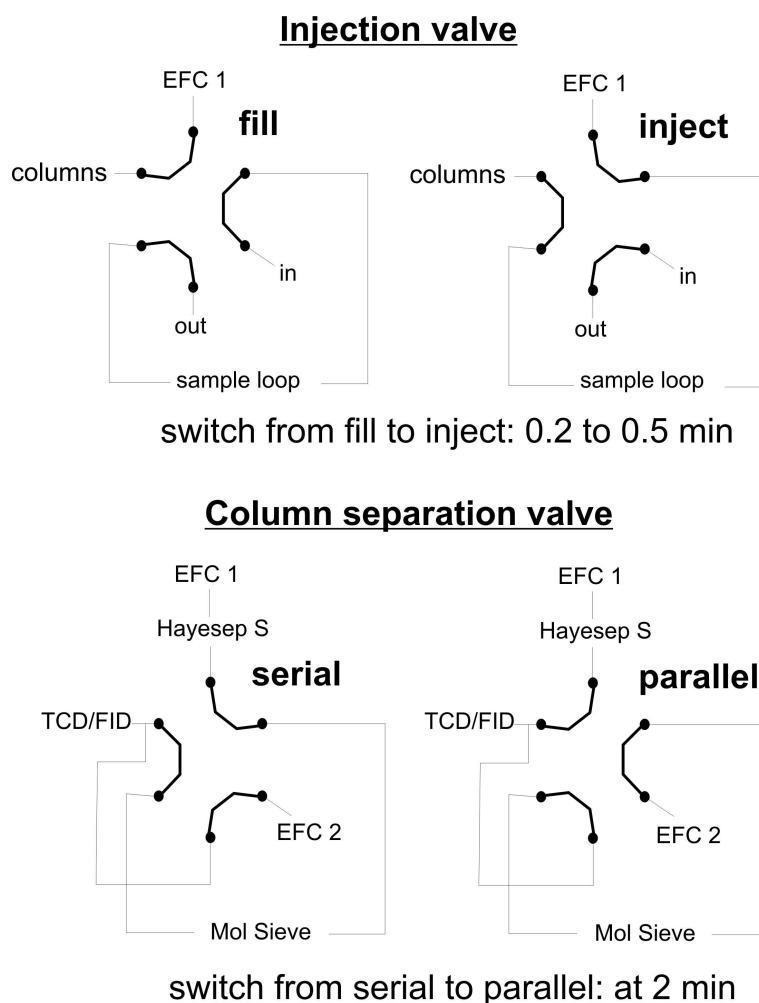 Injection valve
EFC 1
EFC 1
fill
inject
columns
columns
in
in
out
out
sample loop
sample loop
switch from fill to inject: 0.2 to 0.5 min
Column separation valve
EFC 1
EFC 1
Hayesep S
Hayesep S
serial
parallel
TCD/FID
TCD/FID
EFC 2
EFC 2
Mol Sieve
Mol Sieve
switch from serial to parallel: at 2 min